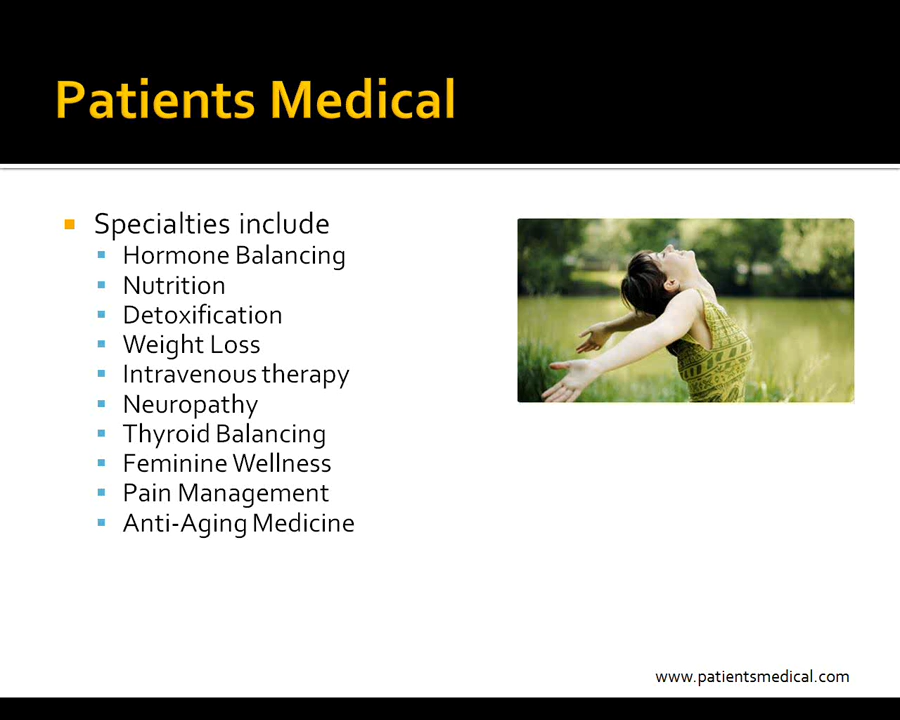 Patients Medical
Specialties include
Hormone Balancing
Nutrition
Detoxification
Weight Loss
Intravenous therapy
Neuropathy
Thyroid Balancing
Feminine Wellness
Pain Management
Anti-Aging Medicine
www.patientsmedical.com